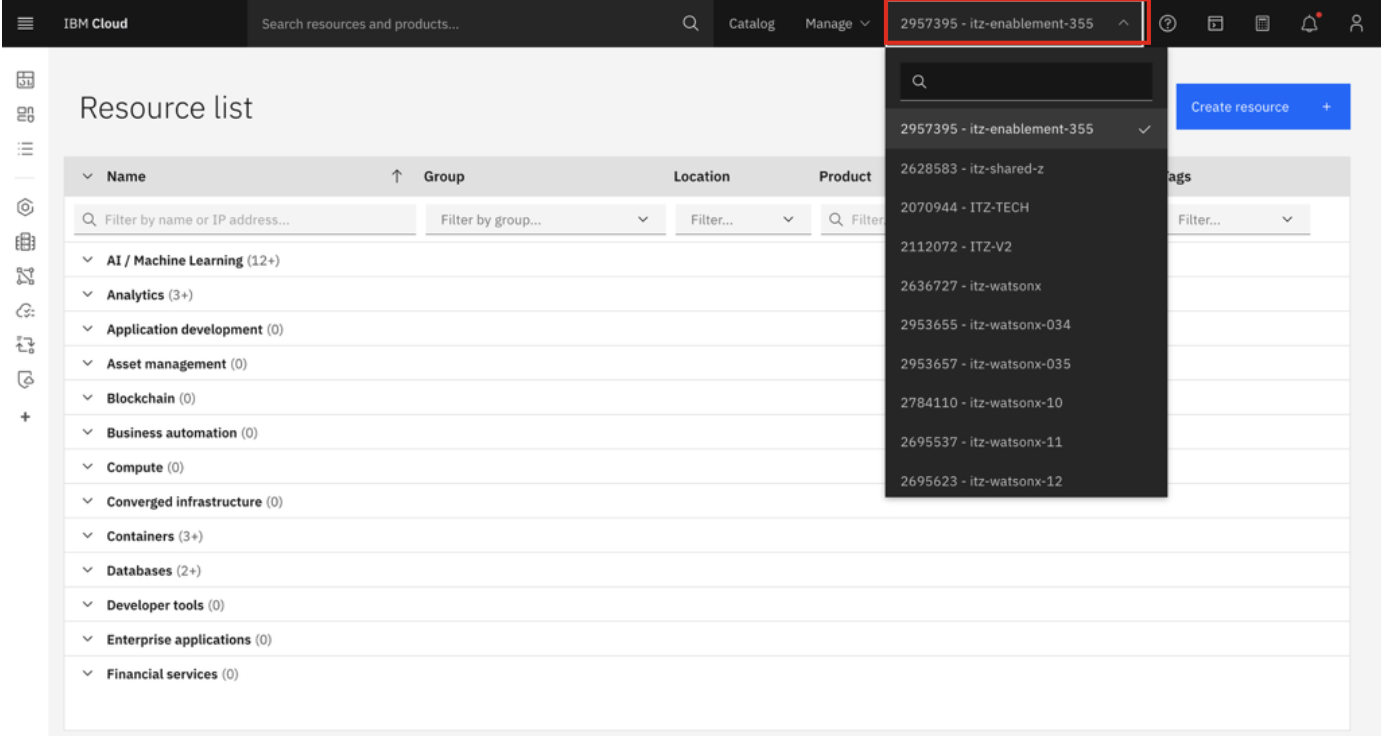 IBM Cloud Search resources and products... Catalog Manage 2957395 - itz-enablement-355
Resource list
Create resource +
2957395 - itz-enablement-355
2628583 - itz-shared-z
2070944 - ITZ-TECH
2112072 - ITZ-V2
2636727 - itz-watsonx
2953655 - itz-watsonx-034
2953657 - itz-watsonx-035
2784110 - itz-watsonx-10
2695537 - itz-watsonx-11
2695623 - itz-watsonx-12
Name Group Location Product
Filter by name or IP address... Filter by group... Filter... Filter Filter...
AI / Machine Learning (12+)
Analytics (3+)
Application development (0)
Asset management (0)
Blockchain (0)
Business automation (0)
Compute (0)
Converged infrastructure (0)
Containers (3+)
Databases (2+)
Developer tools (0)
Enterprise applications (0)
Financial services (0)